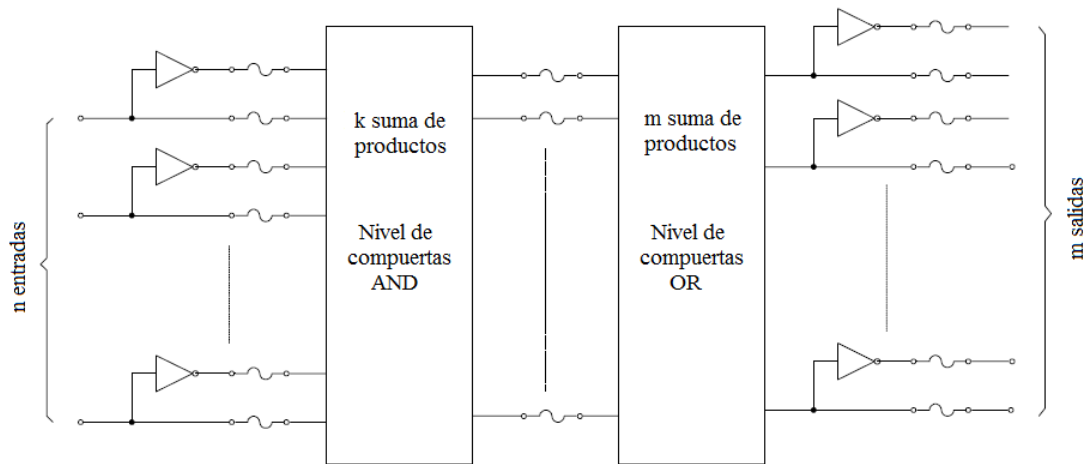 n entradas
k suma de
productos
Nivel de
compuertas
AND
m suma de
productos
Nivel de
compuertas
OR
m salidas